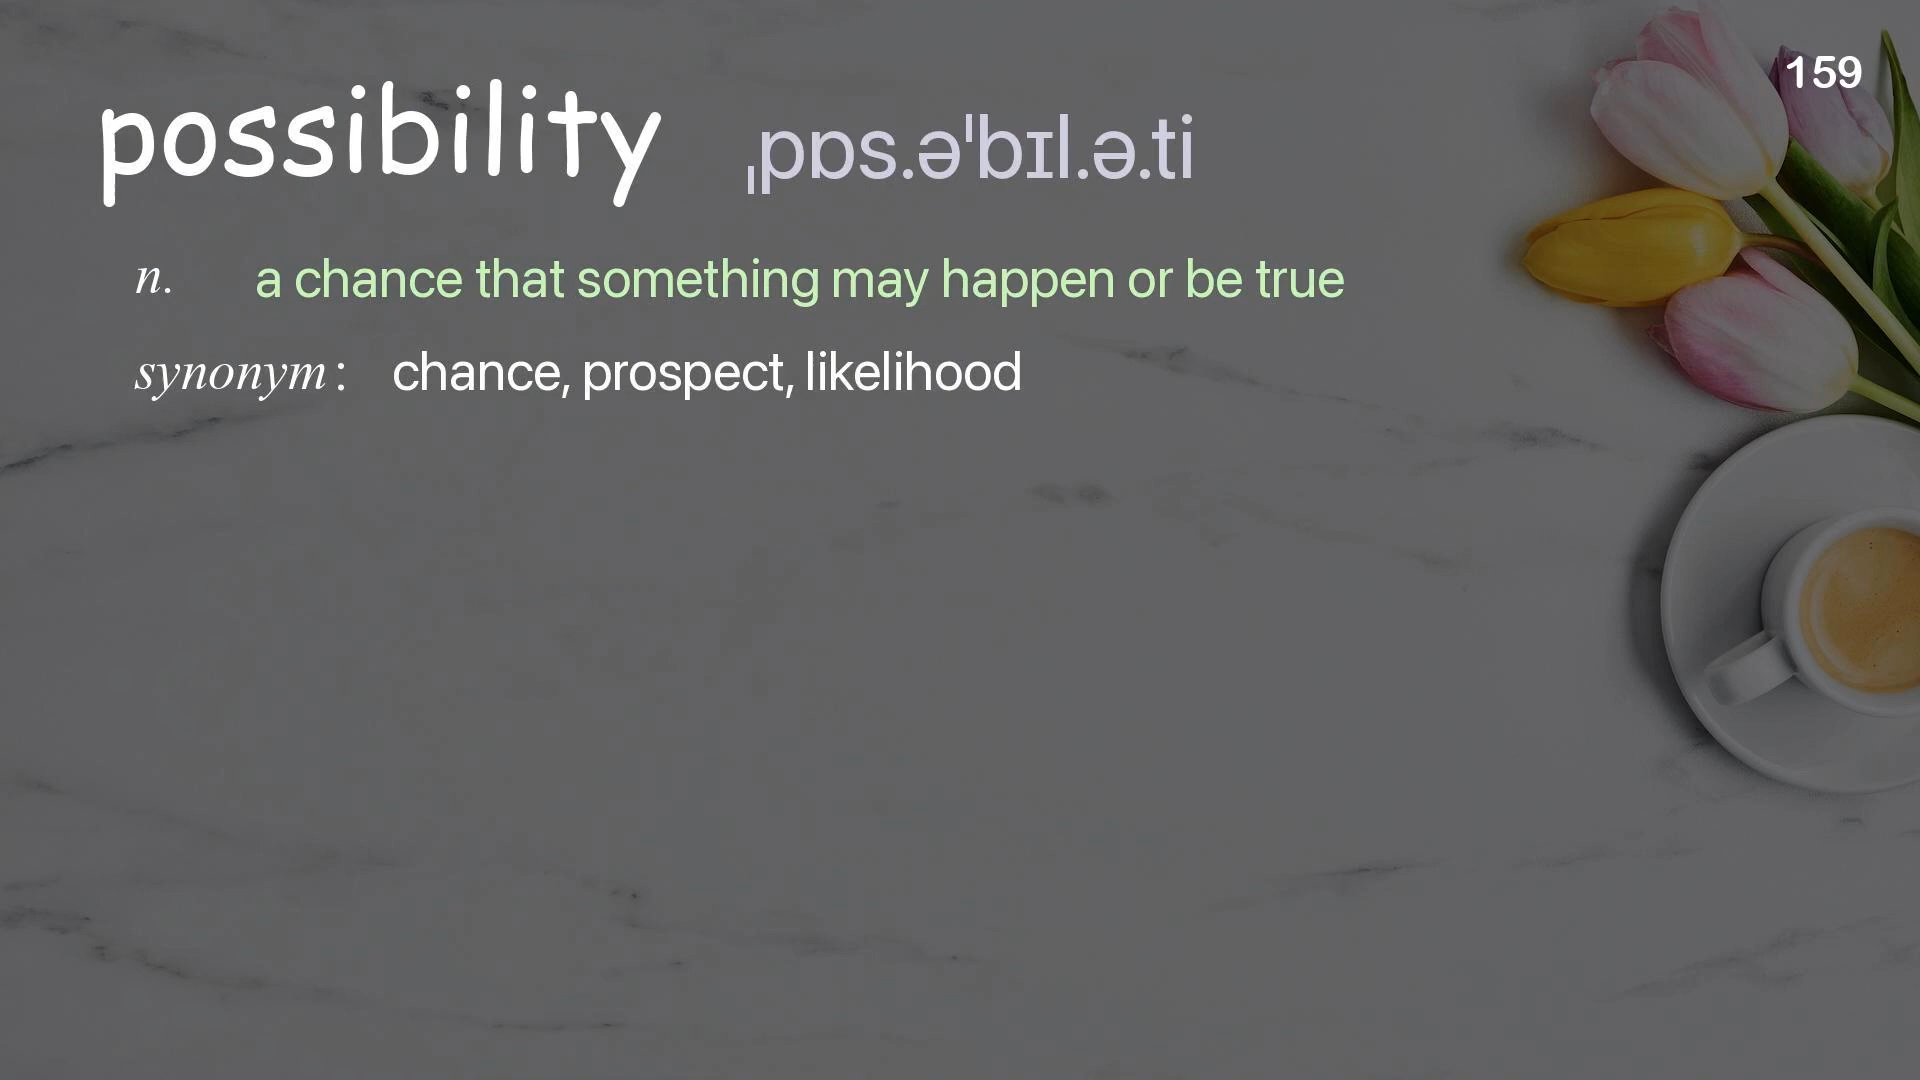 159
possibility ˌpɒs.əˈbɪl.ə.ti
n. a chance that something may happen or be true
synonym: chance, prospect, likelihood